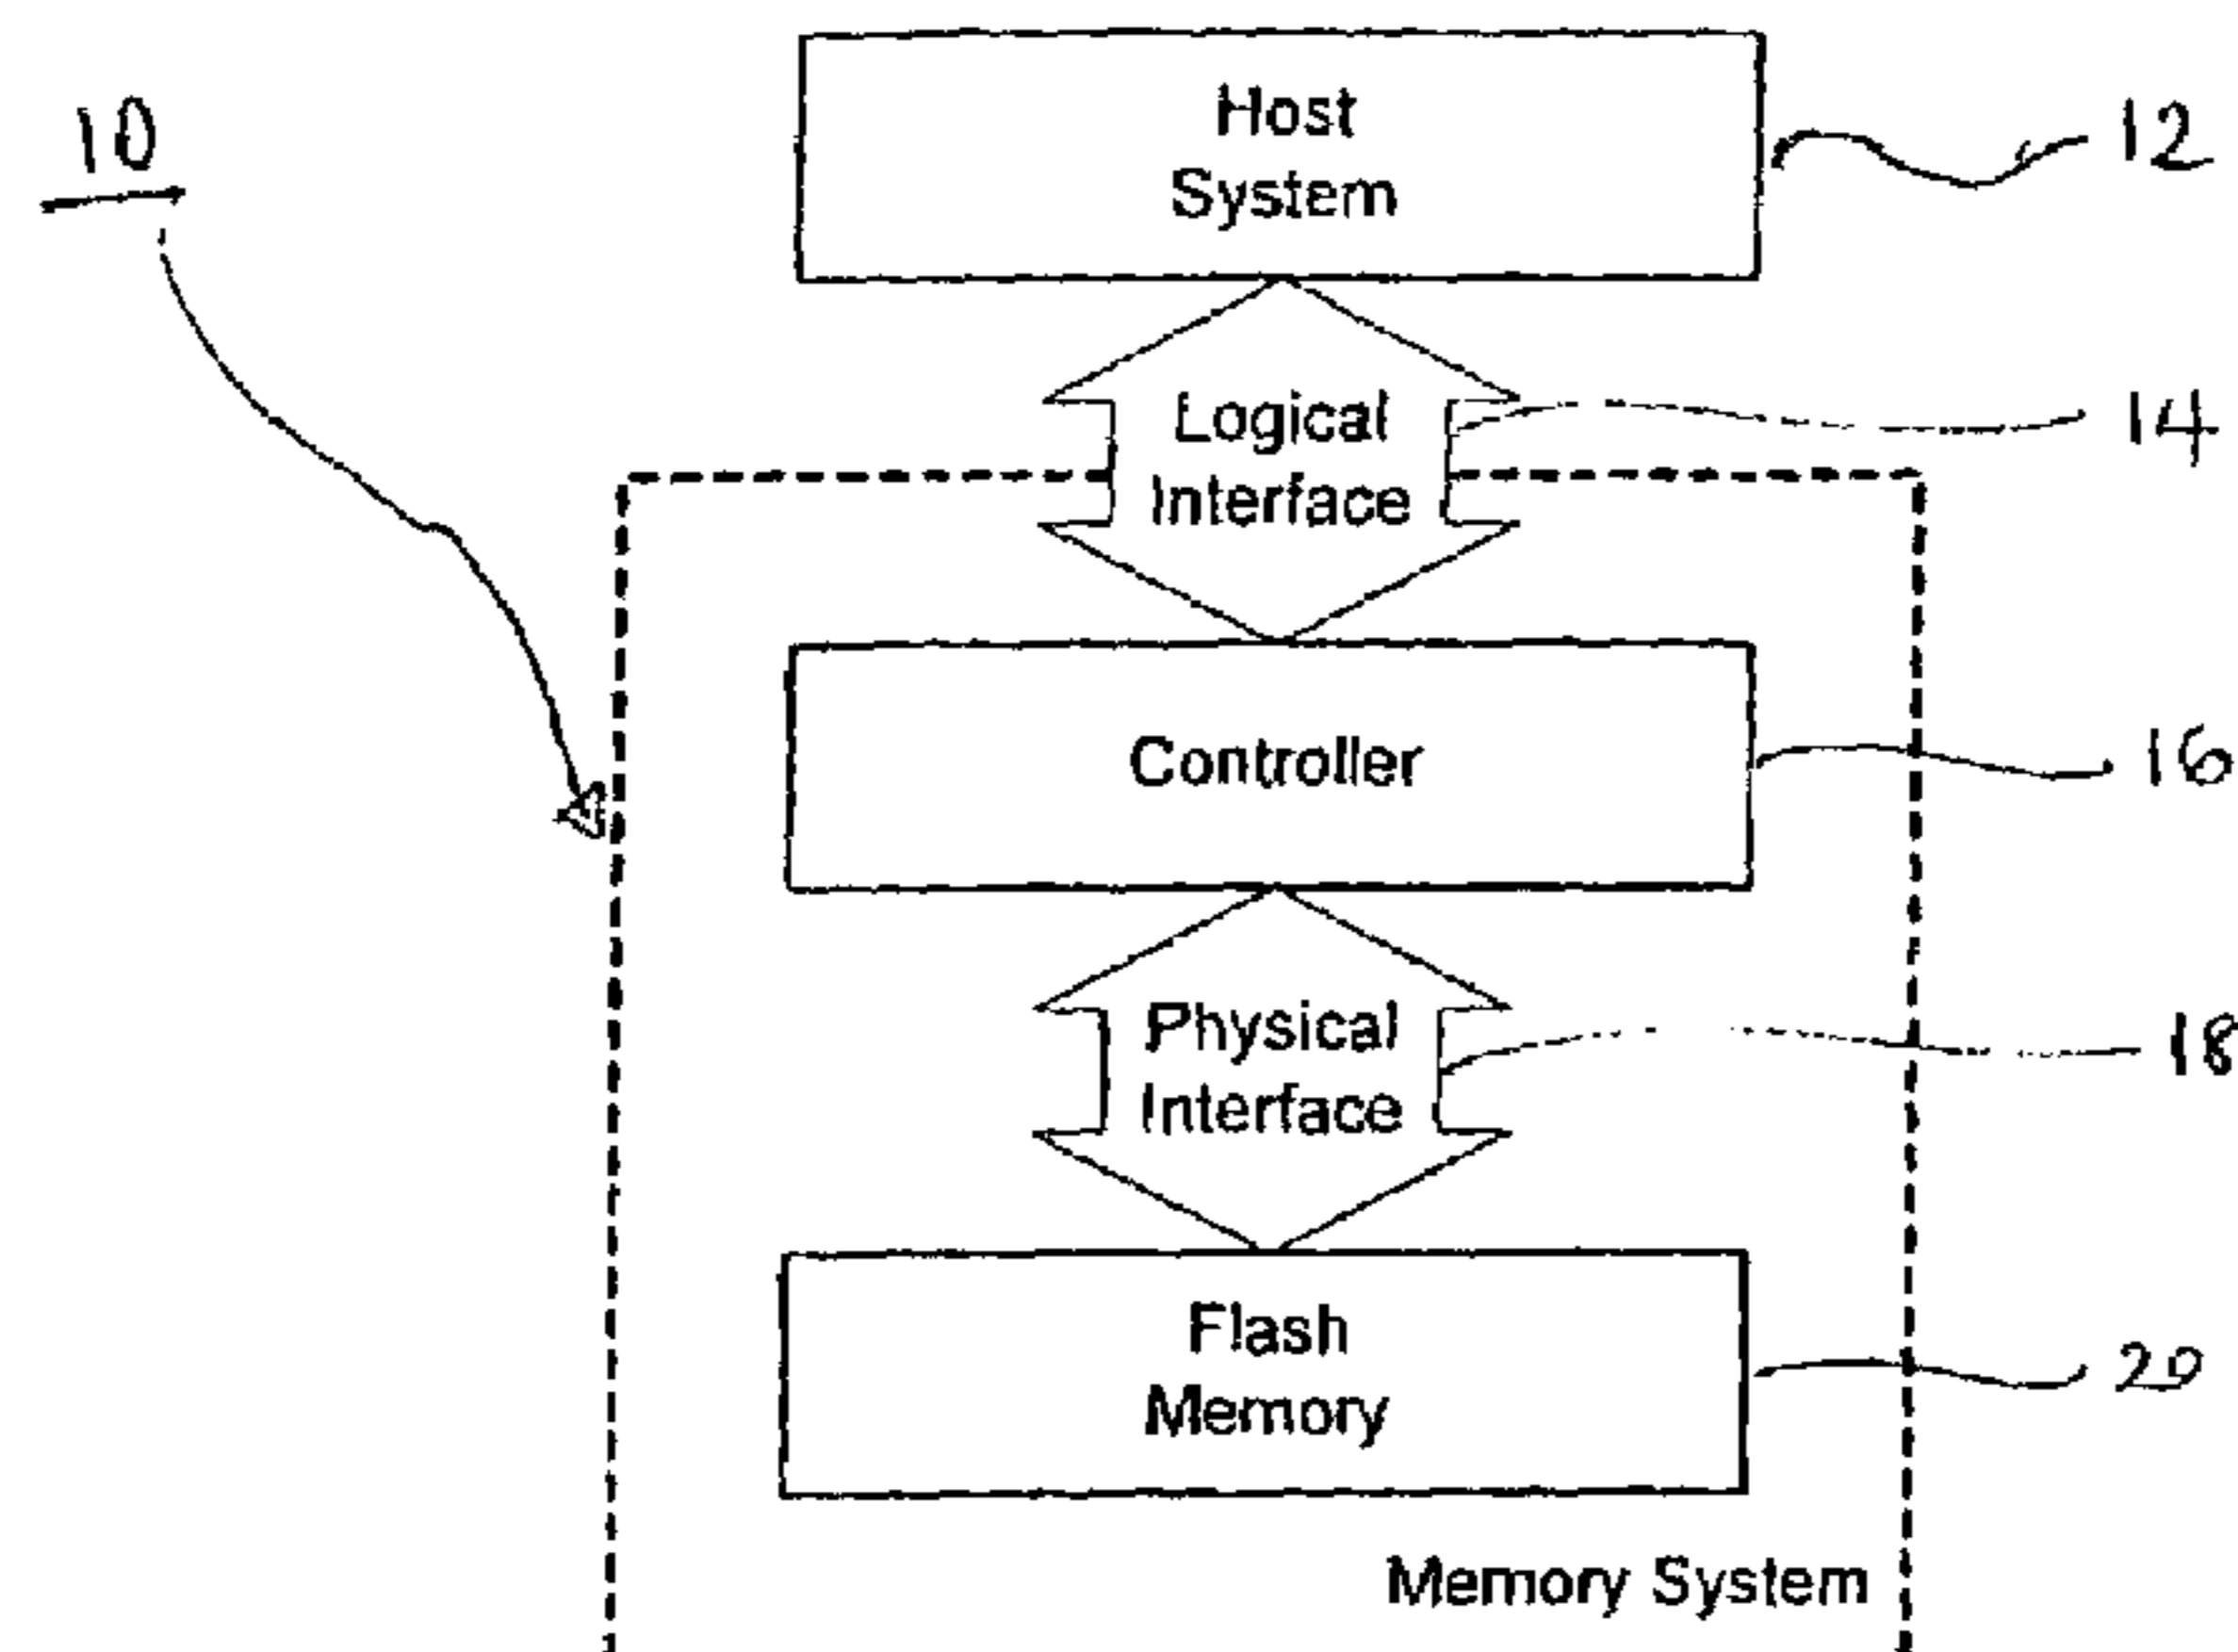 10
Host
System
12
Logical
Interface
14
Controller
16
Physical
Interface
18
Flash
Memory
20
Memory System